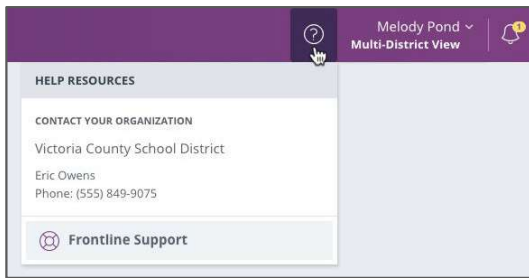 Melody Pond
Multi-District View
1
HELP RESOURCES
CONTACT YOUR ORGANIZATION
Victoria County School District
Eric Owens
Phone: (555) 849-9075
Frontline Support